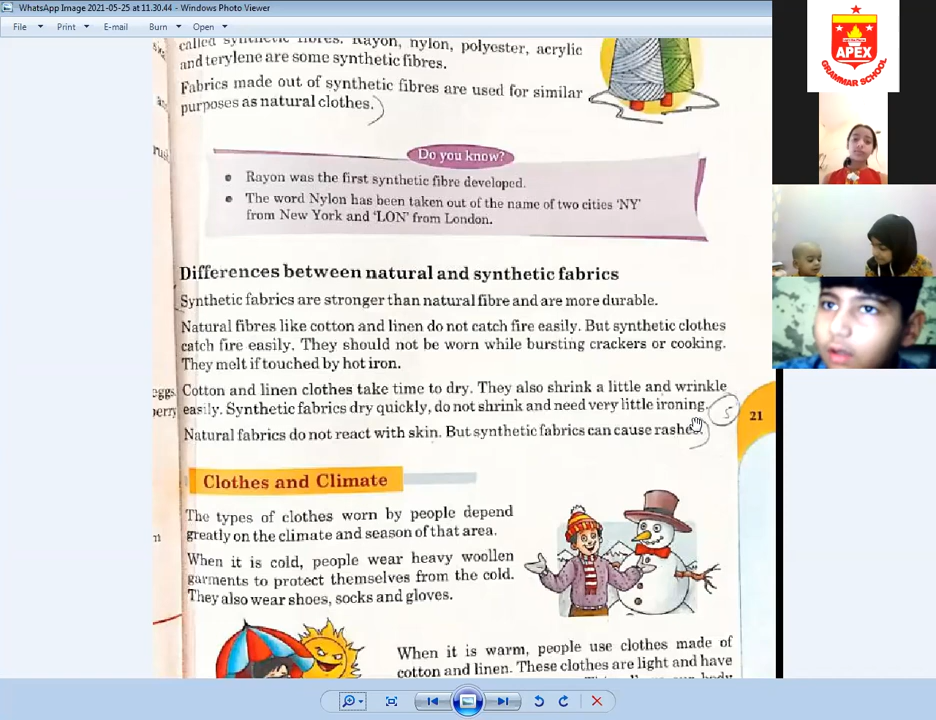 WhatsApp Image 2021-05-25 at 11.30.44 - Windows Photo Viewer
File Print E-mail Burn Open
called synthetic fibres. Rayon, nylon, polyester, acrylic
and terylene are some synthetic fibres.
Fabrics made out of synthetic fibres are used for similar
purposes as natural clothes.
Do you know?
Rayon was the first synthetic fibre developed.
The word Nylon has been taken out of the name of two cities 'NY'
from New York and 'LON' from London.
Differences between natural and synthetic fabrics
Synthetic fabrics are stronger than natural fibre and are more durable.
Natural fibres like cotton and linen do not catch fire easily. But synthetic clothes
catch fire easily. They should not be worn while bursting crackers or cooking.
They melt if touched by hot iron.
Cotton and linen clothes take time to dry. They also shrink a little and wrinkle
easily. Synthetic fabrics dry quickly, do not shrink and need very little ironing.
Natural fabrics do not react with skin. But synthetic fabrics can cause
eggs
berry
5
21
Clothes and Climate
The types of clothes worn by people depend
greatly on the climate and season of that area.
When it is cold, people wear heavy woollen
garments to protect themselves from the cold.
They also wear shoes, socks and gloves.
When it is warm, people use clothes made of
cotton and linen. These clothes are light and have
APEX
GRAMMAR SCHOOL